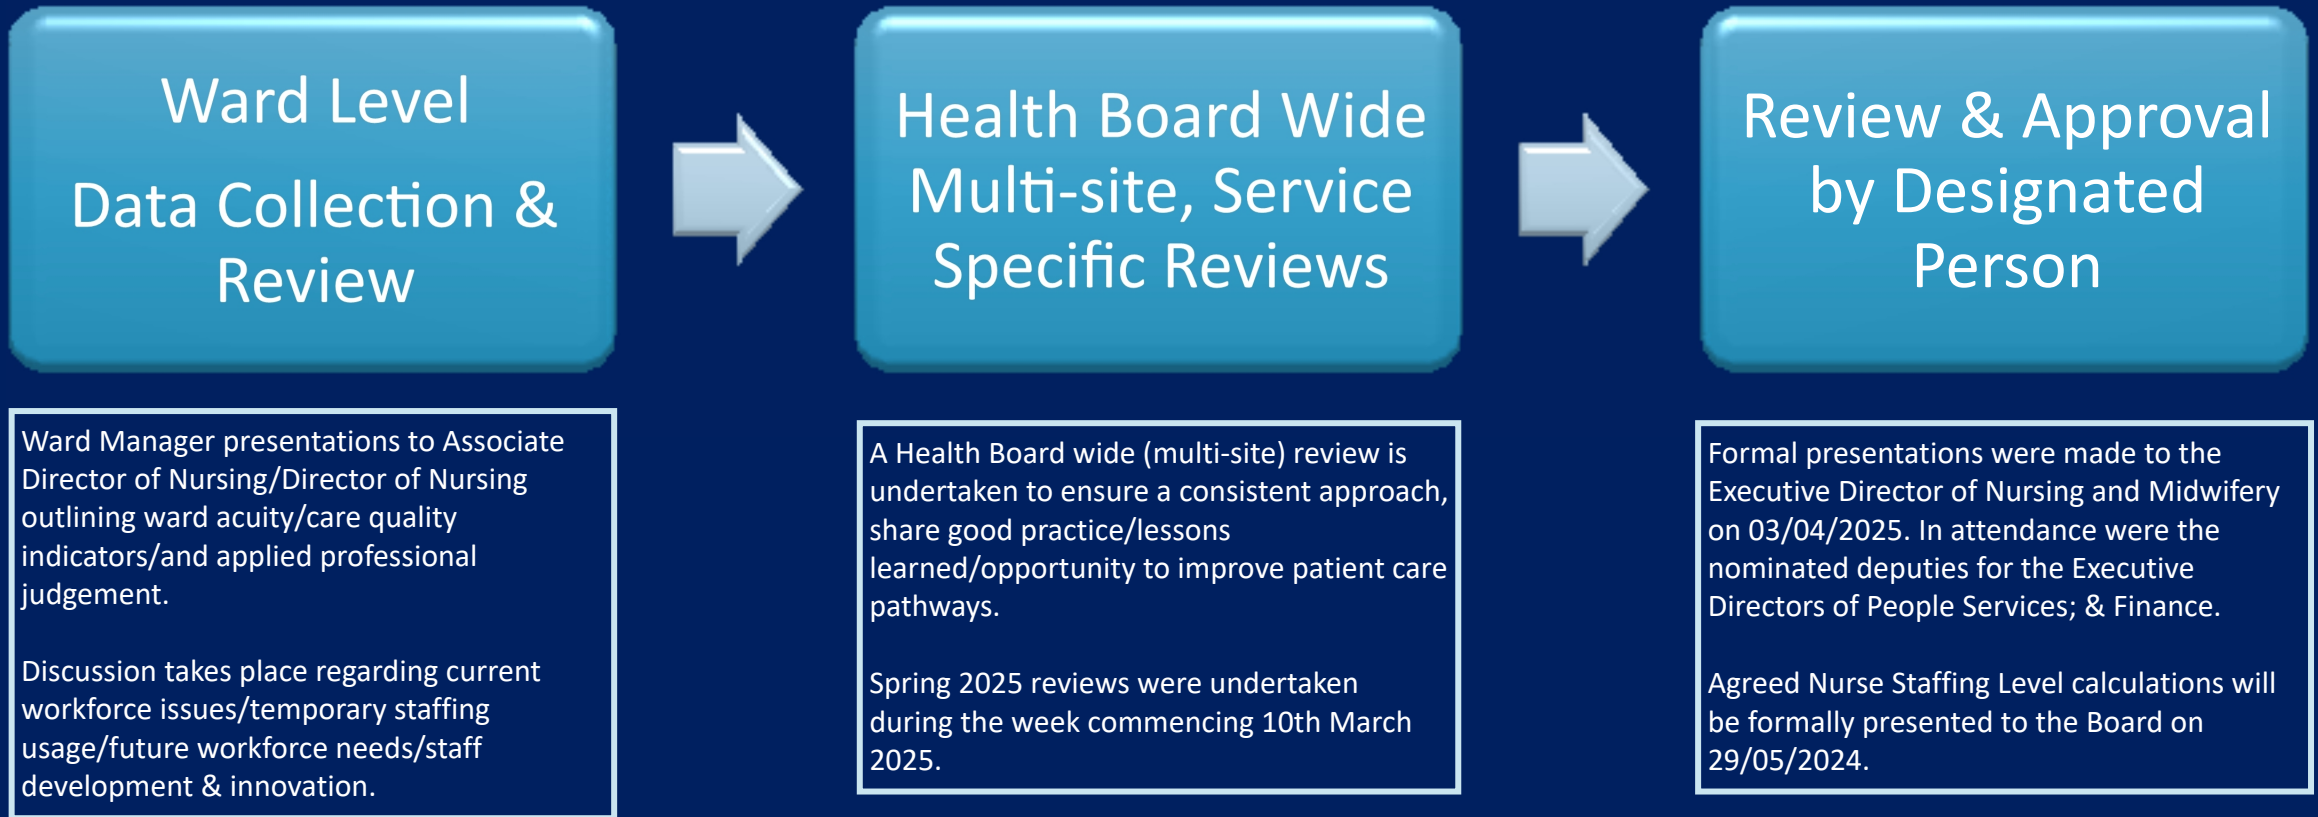 Ward Level
Data Collection &
Review
Health Board Wide
Multi-site, Service
Specific Reviews
Review & Approval
by Designated
Person
Ward Manager presentations to Associate
Director of Nursing/Director of Nursing
outlining ward acuity/care quality
indicators/and applied professional
judgement.
Discussion takes place regarding current
workforce issues/temporary staffing
usage/future workforce needs/staff
development & innovation.
A Health Board wide (multi-site) review is
undertaken to ensure a consistent approach,
share good practice/lessons
learned/opportunity to improve patient care
pathways.
Spring 2025 reviews were undertaken
during the week commencing 10th March
2025.
Formal presentations were made to the
Executive Director of Nursing and Midwifery
on 03/04/2025. In attendance were the
nominated deputies for the Executive
Directors of People Services; & Finance.
Agreed Nurse Staffing Level calculations will
be formally presented to the Board on
29/05/2024.